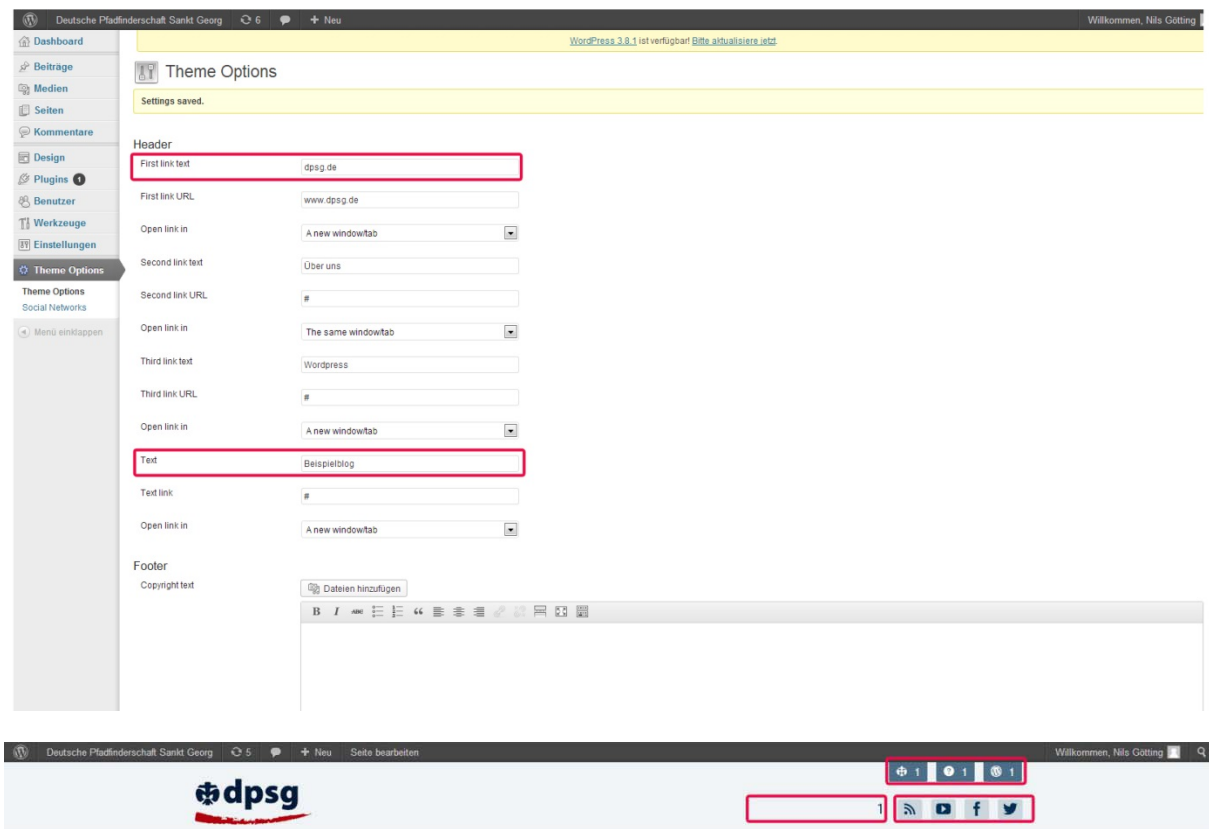 Deutsche Pfadfinderschaft Sankt Georg 6 + Neu Willkommen, Nils Götting
Dashboard
Beiträge
Medien
Seiten
Kommentare
Design
Plugins 1
Benutzer
Werkzeuge
Einstellungen
Theme Options
Theme Options
Social Networks
Menü einklappen
WordPress 3.8.1 ist verfügbar! Bitte aktualisiere jetzt.
Theme Options
Settings saved.
Header
First link text dpsg.de
First link URL www.dpsg.de
Open link in A new window/tab
Second link text Über uns
Second link URL #
Open link in The same window/tab
Third link text Wordpress
Third link URL #
Open link in A new window/tab
Text Beispielblog
Text link #
Open link in A new window/tab
Footer
Copyright text Dateien hinzufügen
B I ABC
Deutsche Pfadfinderschaft Sankt Georg 5 + Neu Seite bearbeiten Willkommen, Nils Götting
1 ? 1 1
dpsg
1